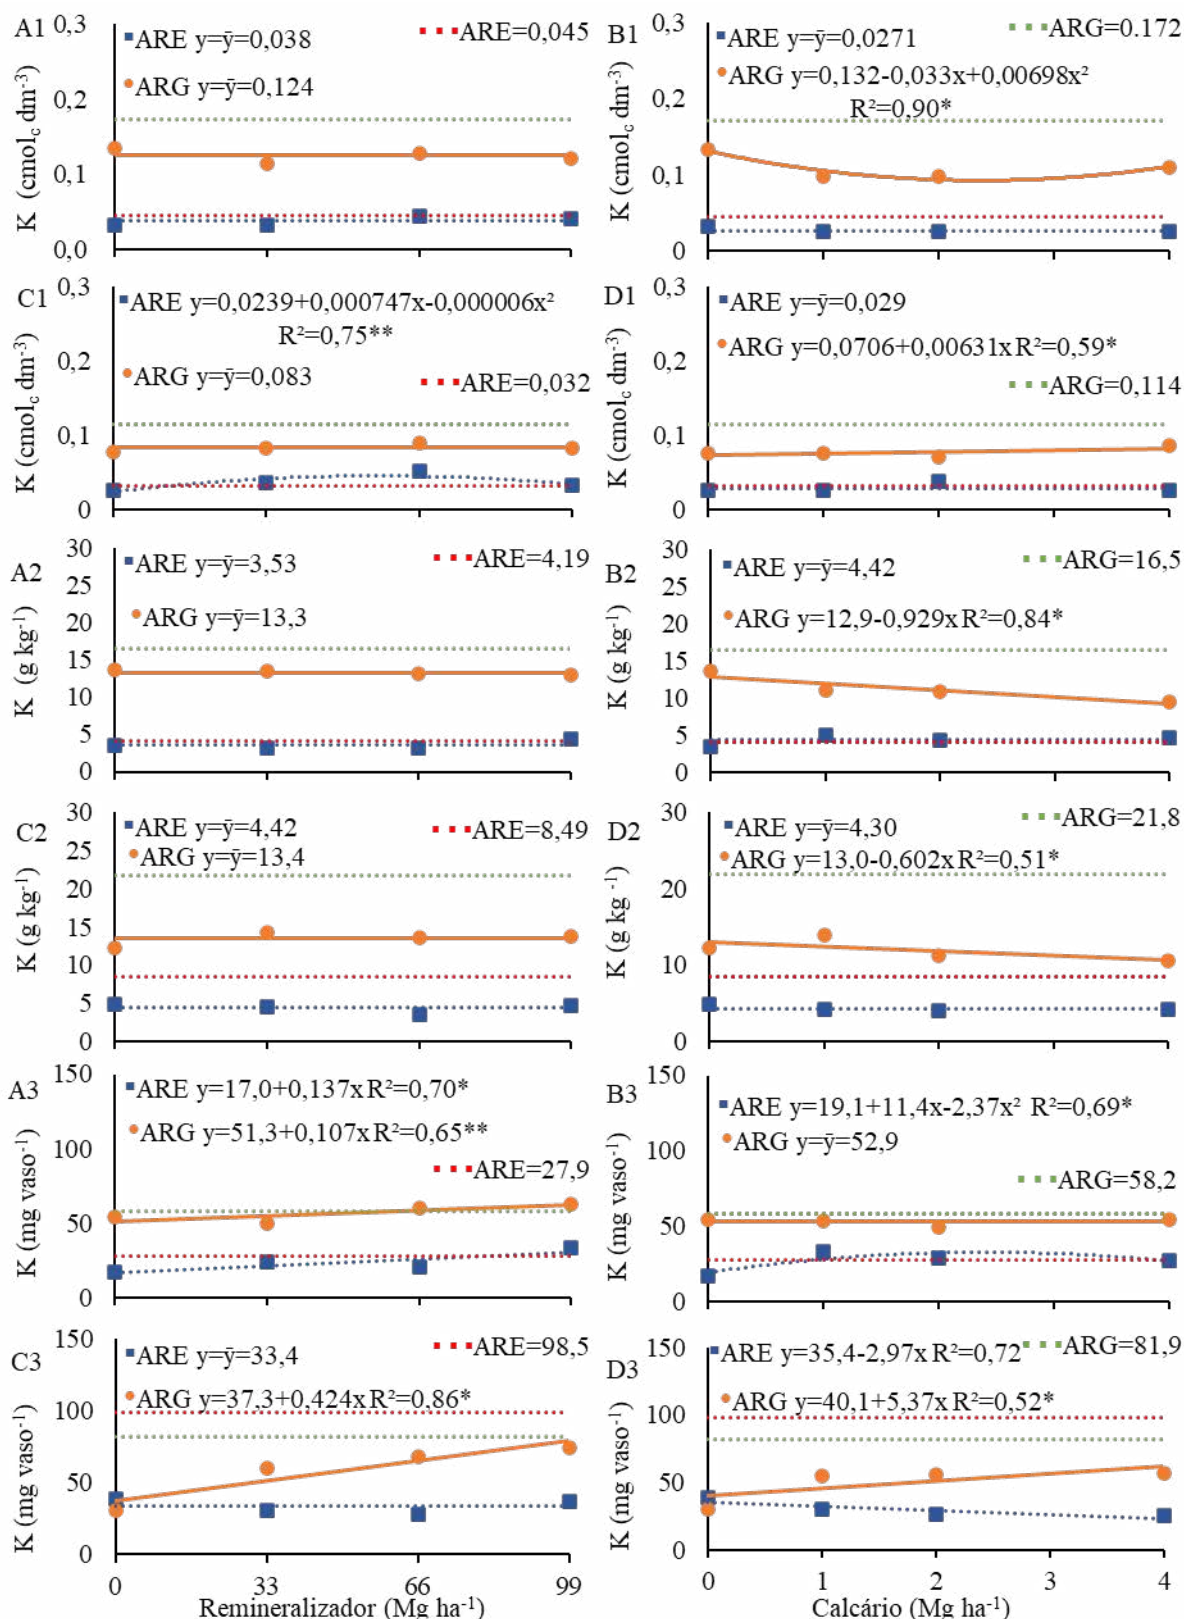 A1
0,3
0,2
0,1
0,0
K (cmol_c dm⁻³)
ARE y=ȳ=0,038
ARE=0,045
ARG y=ȳ=0,124
B1
0,3
0,2
0,1
0
K (cmol_c dm⁻³)
ARE y=ȳ=0,0271
ARG=0.172
ARG y=0,132-0,033x+0,00698x²
R²=0,90*
C1
0,3
0,2
0,1
0
K (cmol_c dm⁻³)
ARE y=0,0239+0,000747x-0,000006x²
R²=0,75**
ARG y=ȳ=0,083
ARE=0,032
D1
0,3
0,2
0,1
0
K (cmol_c dm⁻³)
ARE y=ȳ=0,029
ARG y=0,0706+0,00631x R²=0,59*
ARG=0,114
A2
30
25
20
15
10
5
0
K (g kg⁻¹)
ARE y=ȳ=3,53
ARE=4,19
ARG y=ȳ=13,3
B2
30
25
20
15
10
5
0
K (g kg⁻¹)
ARE y=ȳ=4,42
ARG=16,5
ARG y=12,9-0,929x R²=0,84*
C2
30
25
20
15
10
5
0
K (g kg⁻¹)
ARE y=ȳ=4,42
ARE=8,49
ARG y=ȳ=13,4
D2
30
20
10
0
K (g kg⁻¹)
ARE y=ȳ=4,30
ARG=21,8
ARG y=13,0-0,602x R²=0,51*
A3
150
100
50
0
K (mg vaso⁻¹)
ARE y=17,0+0,137x R²=0,70*
ARG y=51,3+0,107x R²=0,65**
ARE=27,9
B3
150
100
50
0
K (mg vaso⁻¹)
ARE y=19,1+11,4x-2,37x² R²=0,69*
ARG y=ȳ=52,9
ARG=58,2
C3
150
100
50
0
K (mg vaso⁻¹)
ARE y=ȳ=33,4
ARE=98,5
ARG y=37,3+0,424x R²=0,86*
0 33 66 99
Remineralizador (Mg ha⁻¹)
D3
150
100
50
0
K (mg vaso⁻¹)
ARE y=35,4-2,97x R²=0,72
ARG=81,9
ARG y=40,1+5,37x R²=0,52*
0 1 2 3 4
Calcário (Mg ha⁻¹)